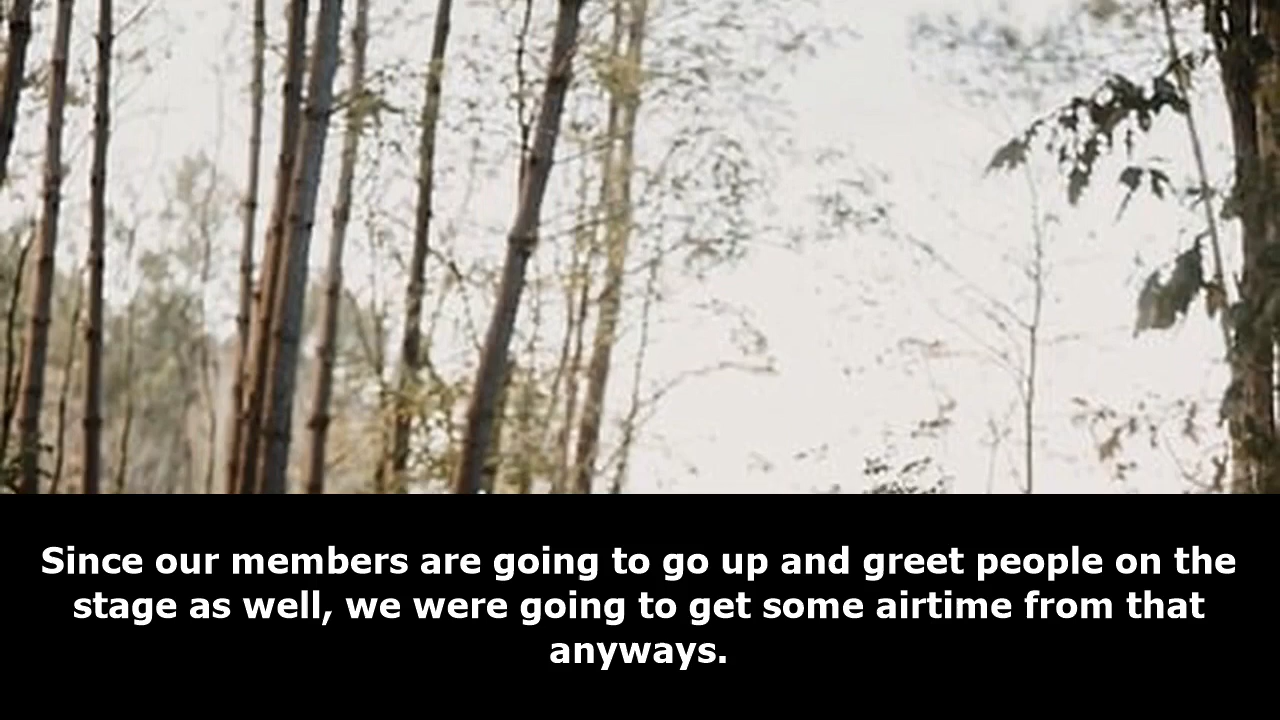 Since our members are going to go up and greet people on the
stage as well, we were going to get some airtime from that
anyways.